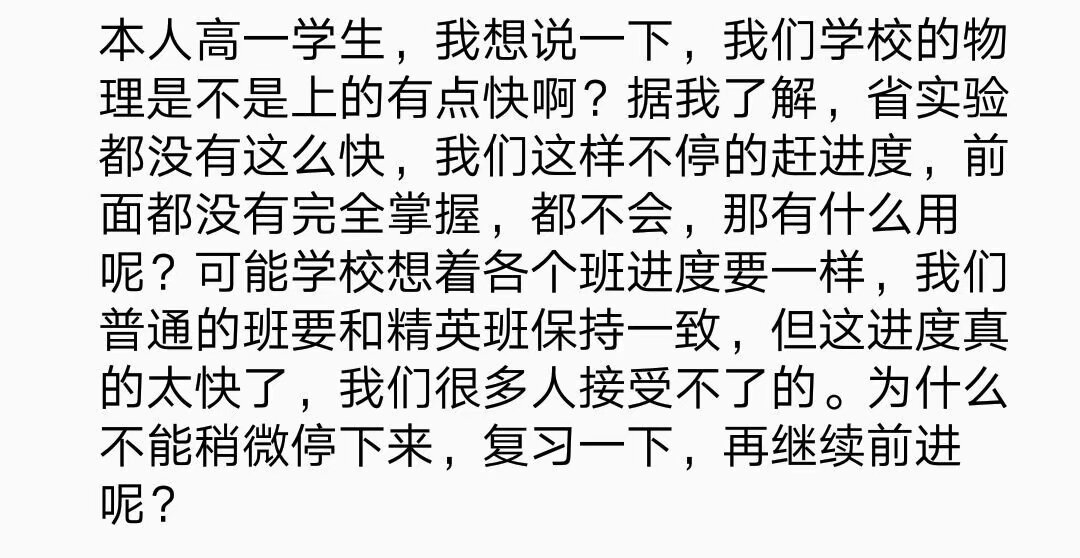 本人高一学生，我想说一下，我们学校的物
理是不是上的有点快啊？据我了解，省实验
都没有这么快，我们这样不停的赶进度，前
面都没有完全掌握，都不会，那有什么用
呢？可能学校想着各个班进度要一样，我们
普通的班要和精英班保持一致，但这进度真
的太快了，我们很多人接受不了的。为什么
不能稍微停下来，复习一下，再继续前进
呢？